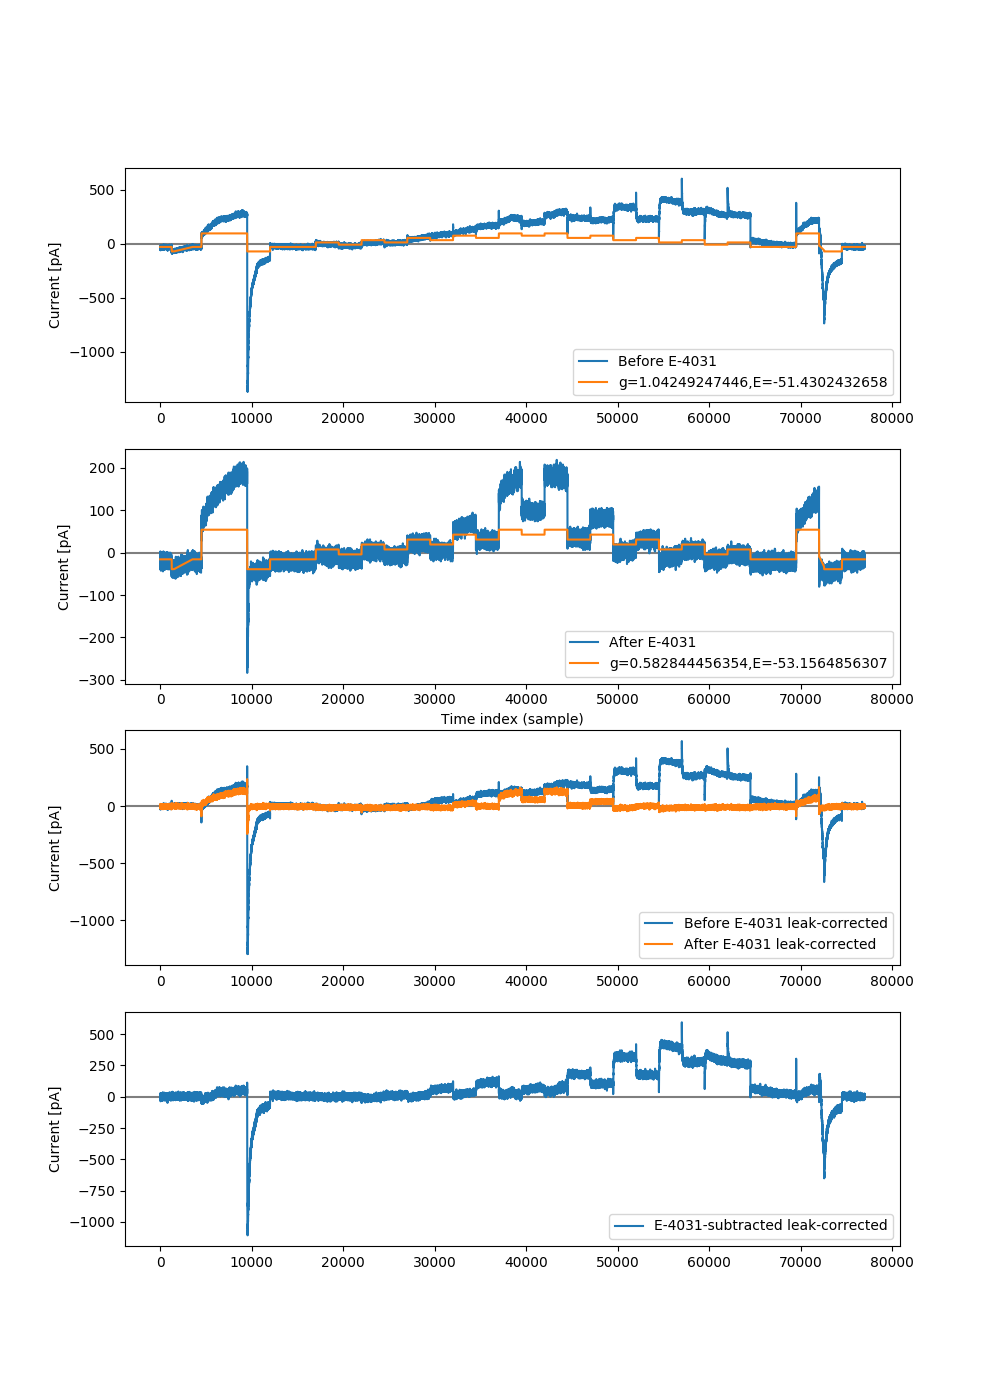 500
0
−500
−1000
Current [pA]
Before E-4031
g=1.04249247446,E=-51.4302432658
0 10000 20000 30000 40000 50000 60000 70000 80000
200
100
0
−100
−200
−300
Current [pA]
After E-4031
g=0.582844456354,E=-53.1564856307
0 10000 20000 30000 40000 50000 60000 70000 80000
Time index (sample)
500
0
−500
−1000
Current [pA]
Before E-4031 leak-corrected
After E-4031 leak-corrected
0 10000 20000 30000 40000 50000 60000 70000 80000
500
250
0
−250
−500
−750
−1000
Current [pA]
E-4031-subtracted leak-corrected
0 10000 20000 30000 40000 50000 60000 70000 80000